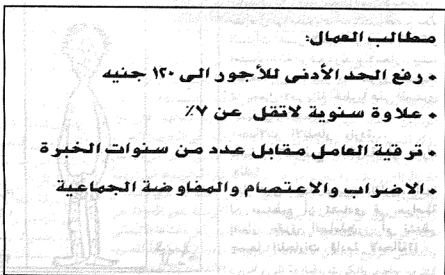 مطالب العمال:
• رفع الحد الأدنى للأجور الى ١٢٠ جنيه
• علاوة سنوية لاتقل عن ٧٪
• ترقية العامل مقابل عدد من سنوات الخبرة
• الاضراب والاعتصام والمفاوضة الجماعية